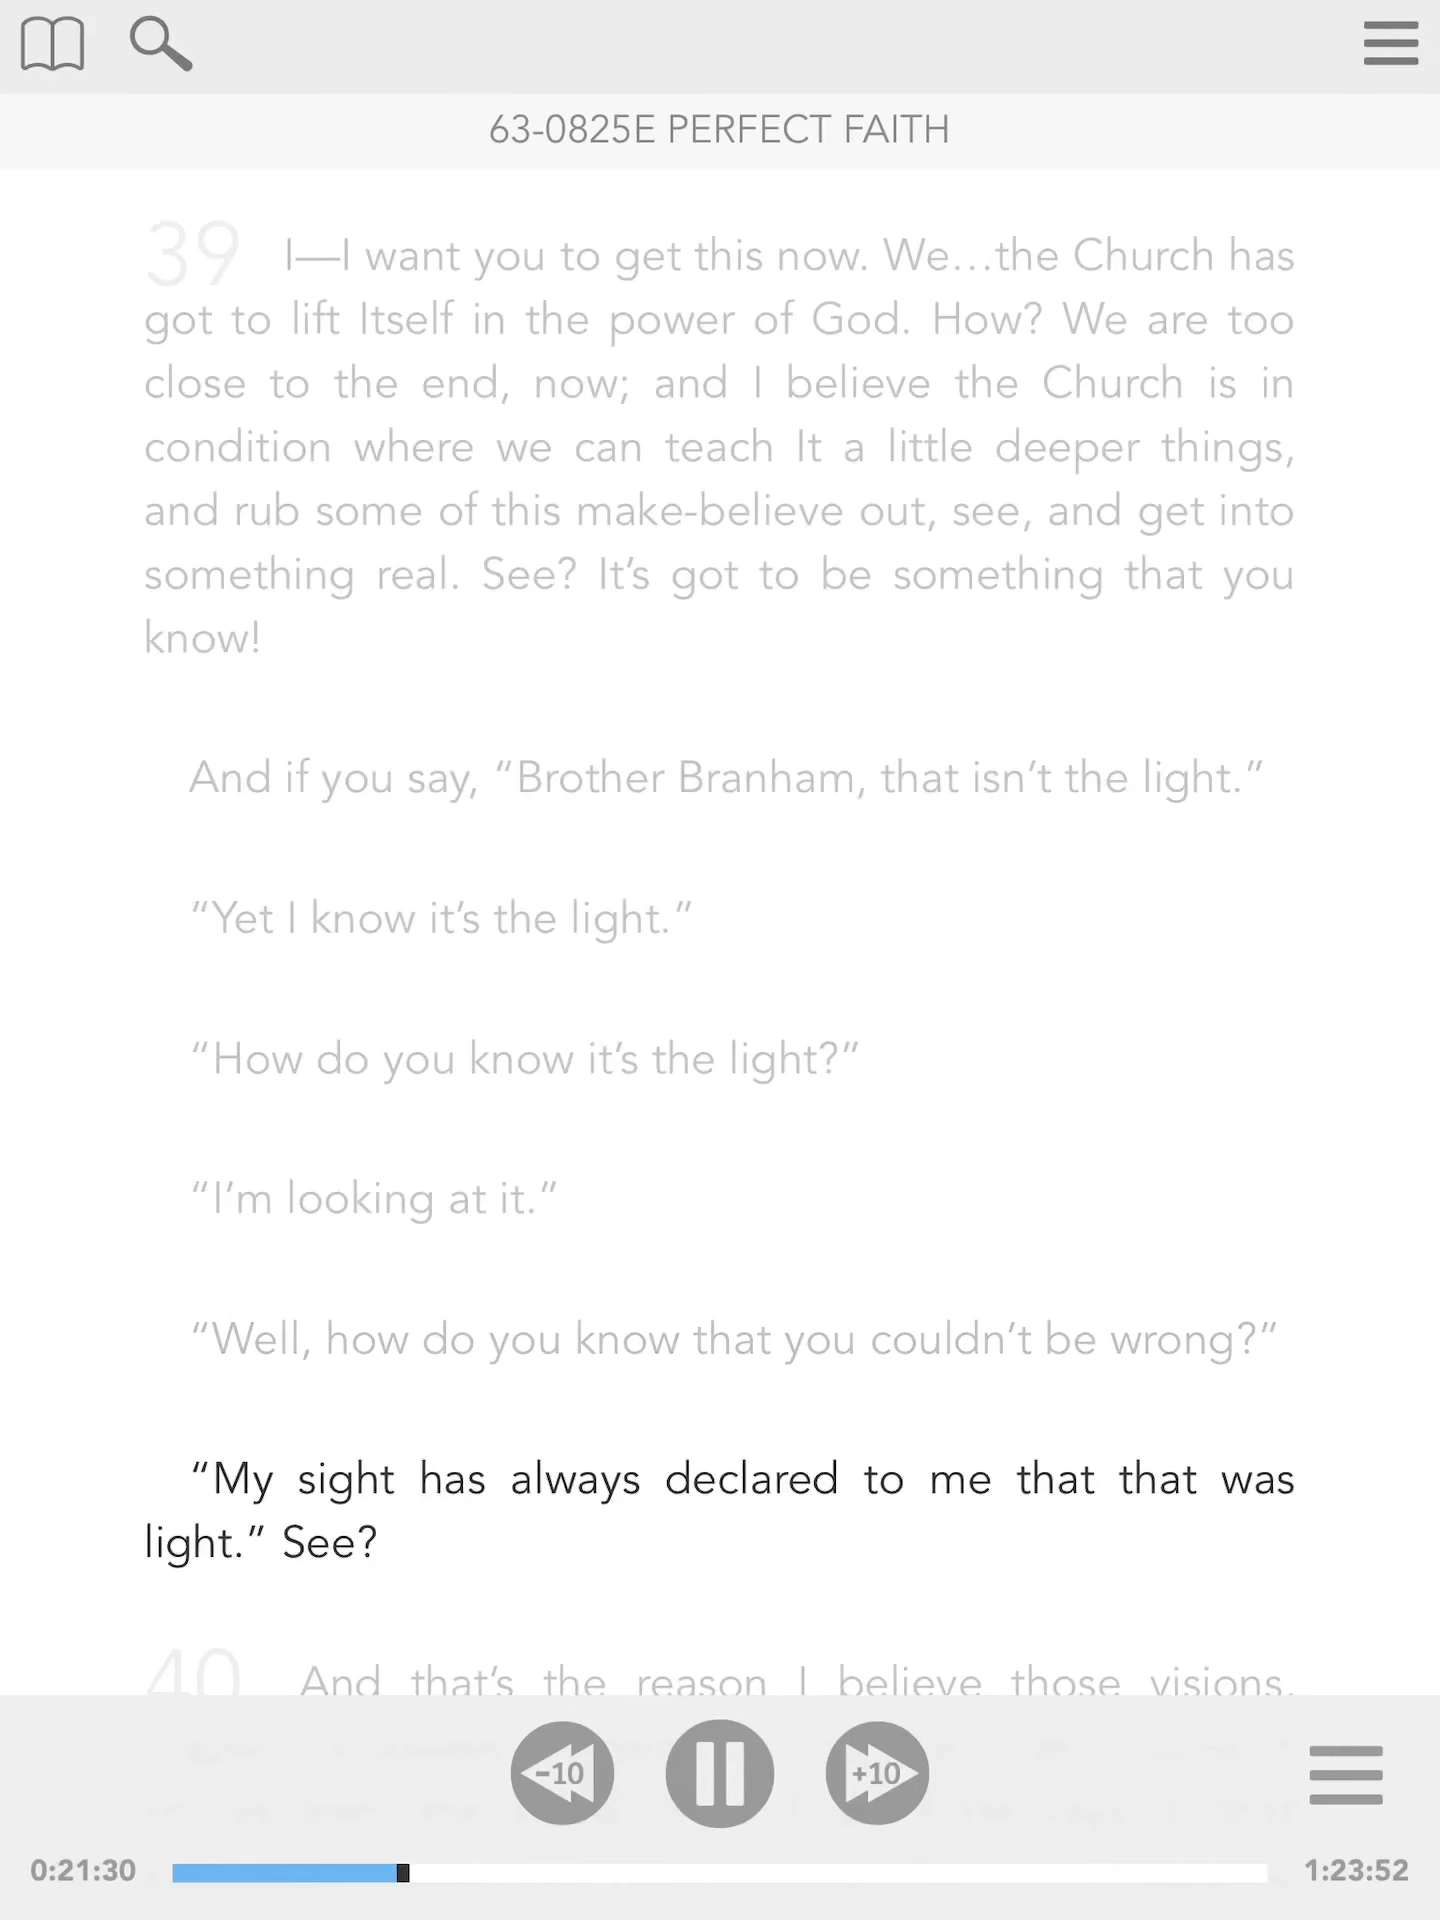 63-0825E PERFECT FAITH
39 I—I want you to get this now. We…the Church has
got to lift Itself in the power of God. How? We are too
close to the end, now; and I believe the Church is in
condition where we can teach It a little deeper things,
and rub some of this make-believe out, see, and get into
something real. See? It’s got to be something that you
know!
And if you say, “Brother Branham, that isn’t the light.”
“Yet I know it’s the light.”
“How do you know it’s the light?”
“I’m looking at it.”
“Well, how do you know that you couldn’t be wrong?”
“My sight has always declared to me that that was
light.” See?
40 And that’s the reason I believe those visions,
-10 +10
0:21:30 1:23:52